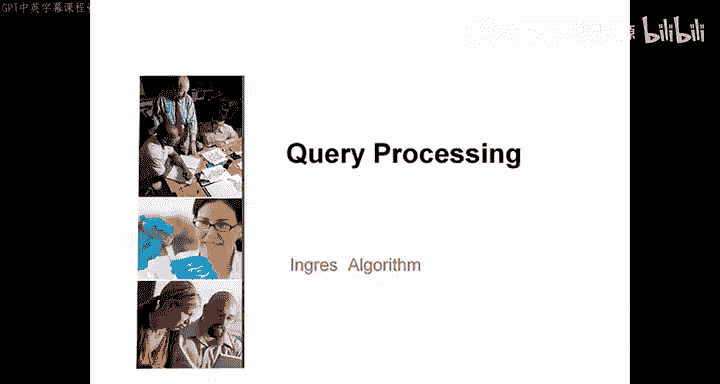 GPT中英字幕课程
bilibili
Query Processing
Ingres Algorithm